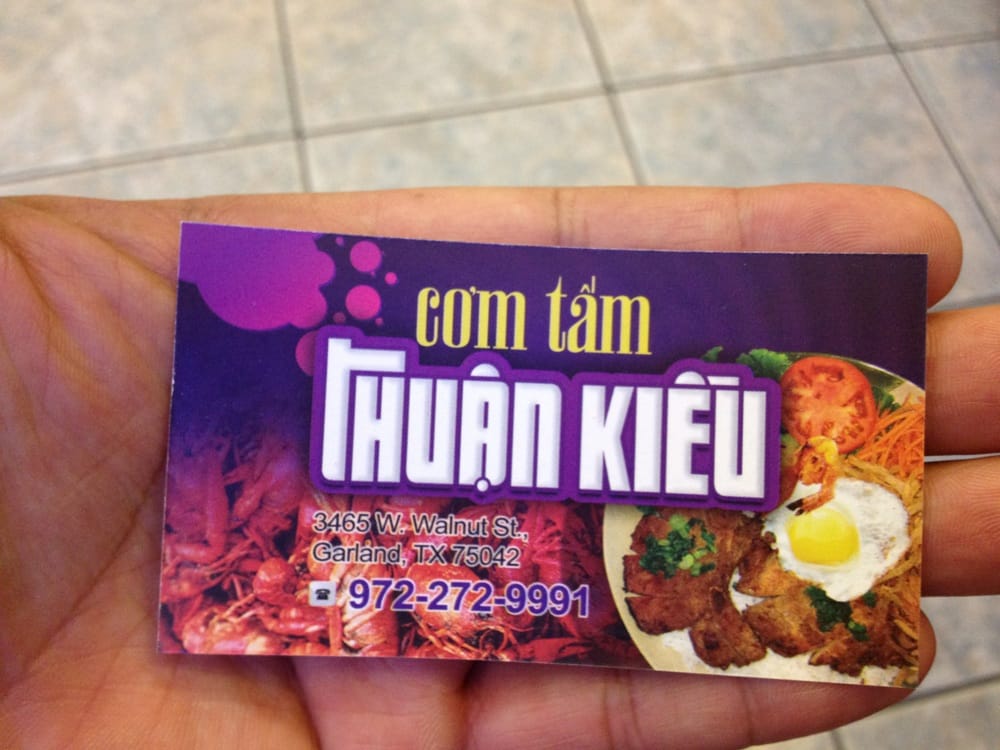 cơm tấm
THUẬN KIỀU
3465 W. Walnut St.,
Garland, TX 75042
972-272-9991